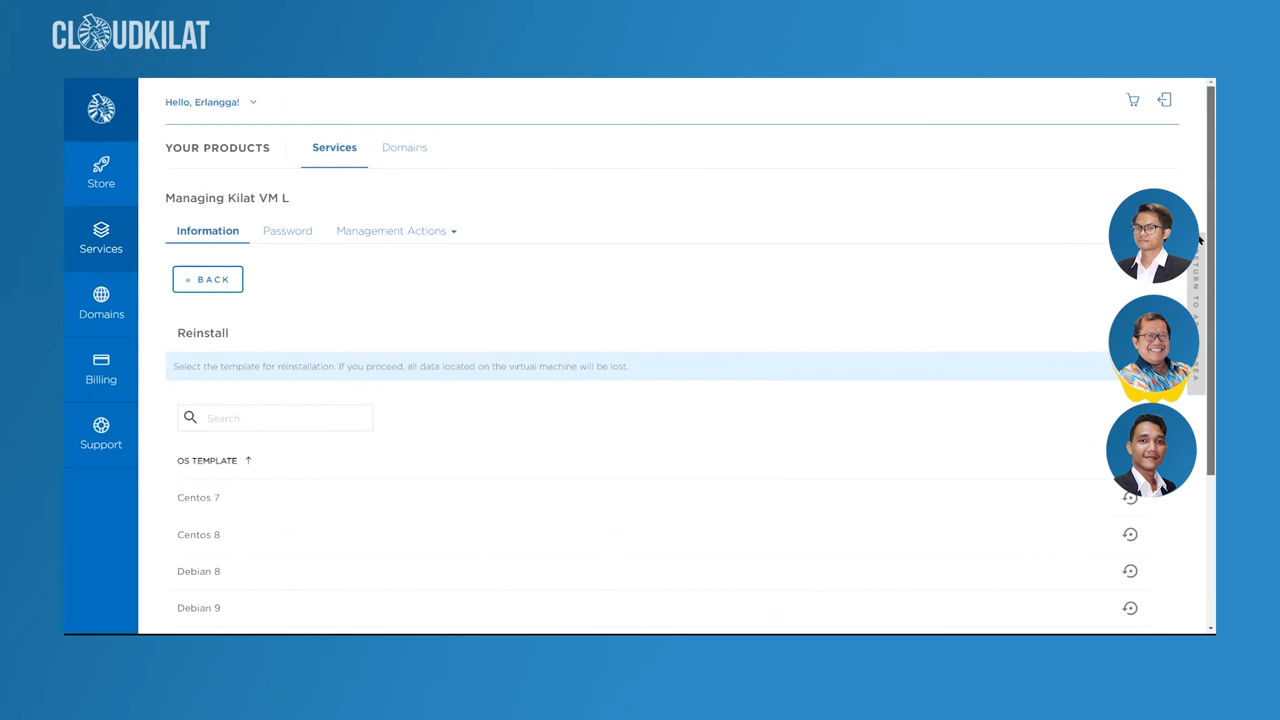 CLOUDKILAT
Hello, Erlangga!
YOUR PRODUCTS
Services
Domains
Store
Services
Domains
Billing
Support
Managing Kilat VM L
Information
Password
Management Actions
« BACK
Reinstall
Select the template for reinstallation. If you proceed, all data located on the virtual machine will be lost.
Search
OS TEMPLATE
Centos 7
Centos 8
Debian 8
Debian 9
RETURN TO